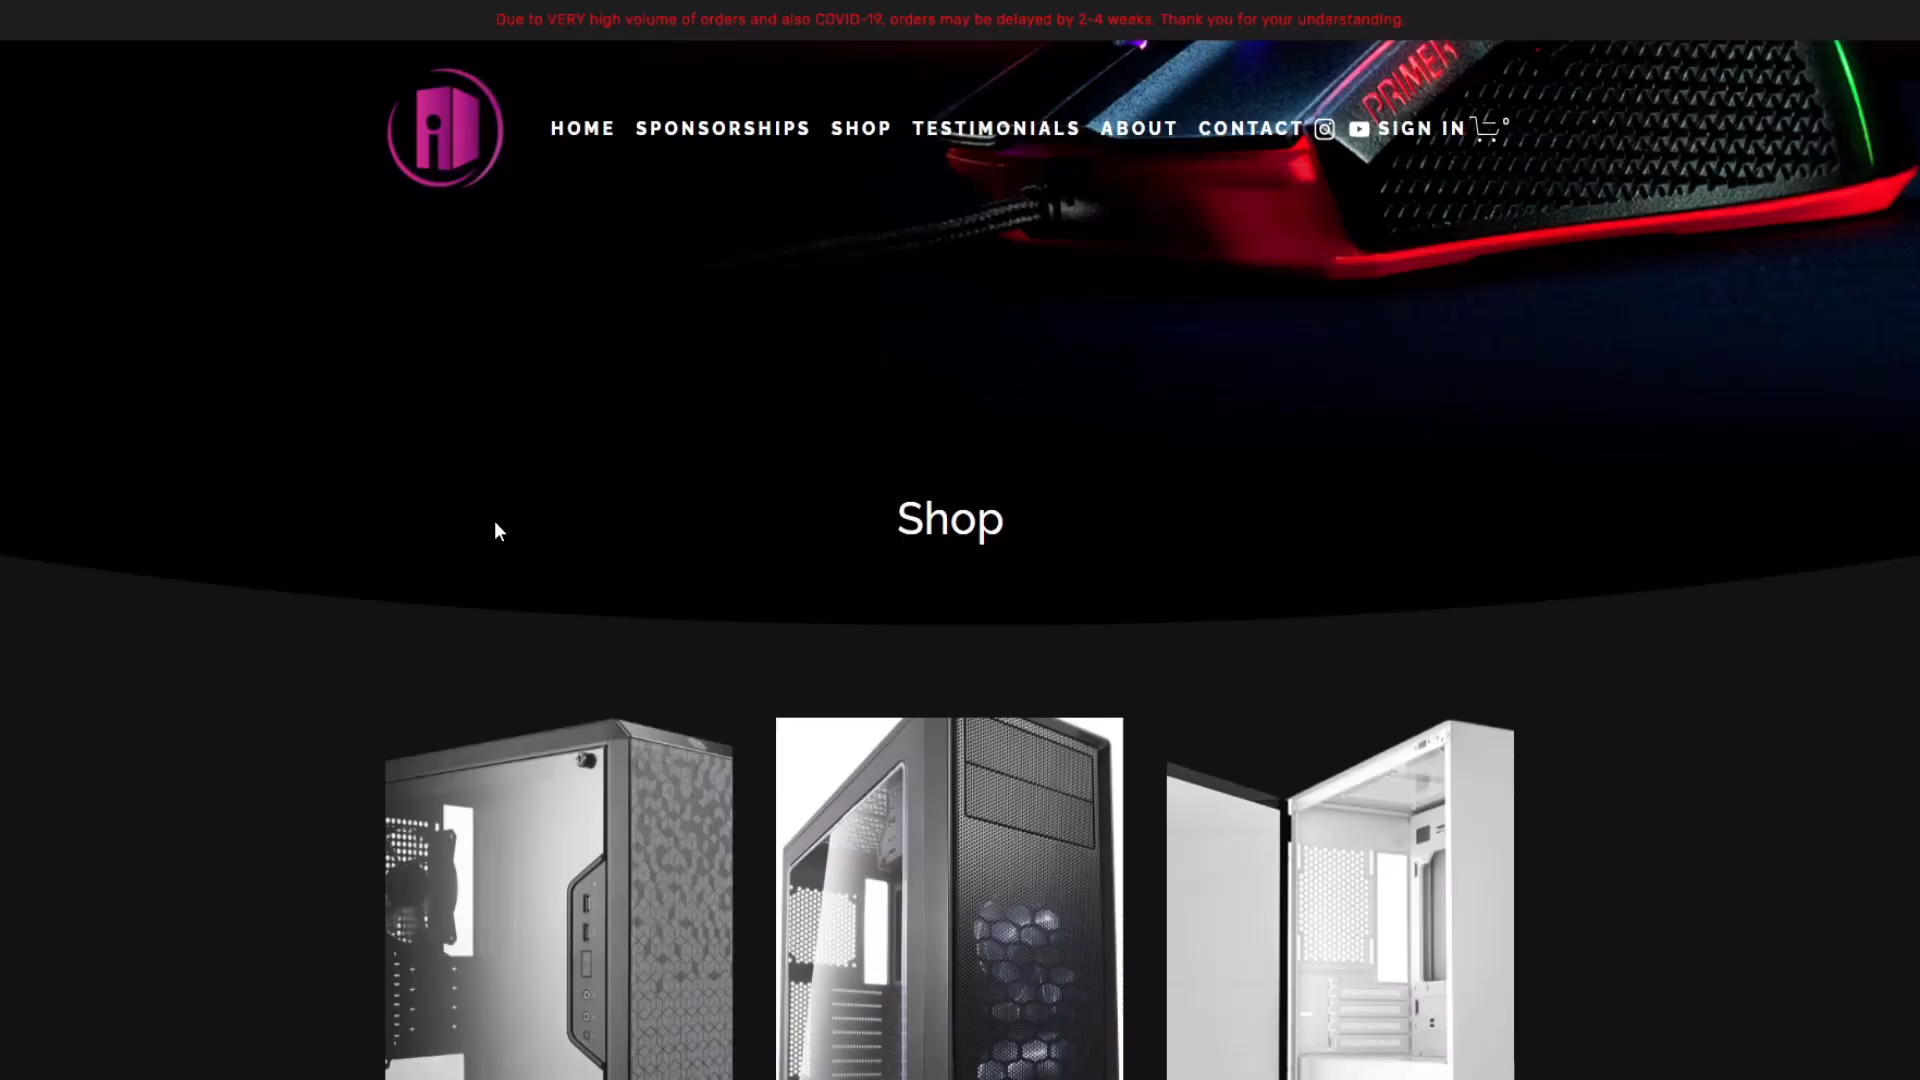 Due to VERY high volume of orders and also COVID-19, orders may be delayed by 2-4 weeks. Thank you for your understanding.
PRIMER
HOME SPONSORSHIPS SHOP TESTIMONIALS ABOUT CONTACT SIGN IN 0
Shop